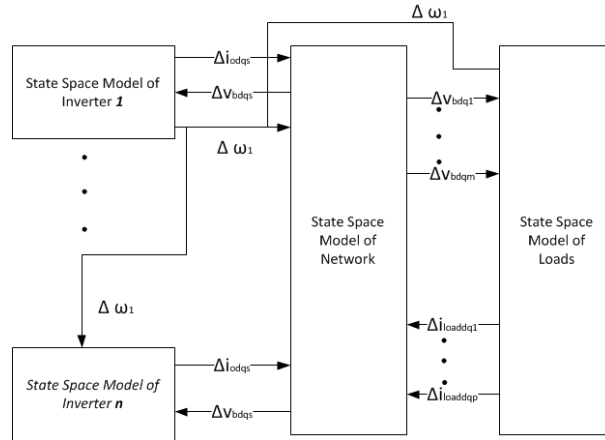 Δ ω₁
Δiodqs
State Space Model of
Inverter 1
Δvbdqs
Δvbdq1
Δ ω₁
Δvbdqm
State Space
Model of
Network
State Space
Model of
Loads
Δ ω₁
Δiloaddq1
State Space Model of
Inverter n
Δiodqs
Δiloaddqp
Δvbdqs